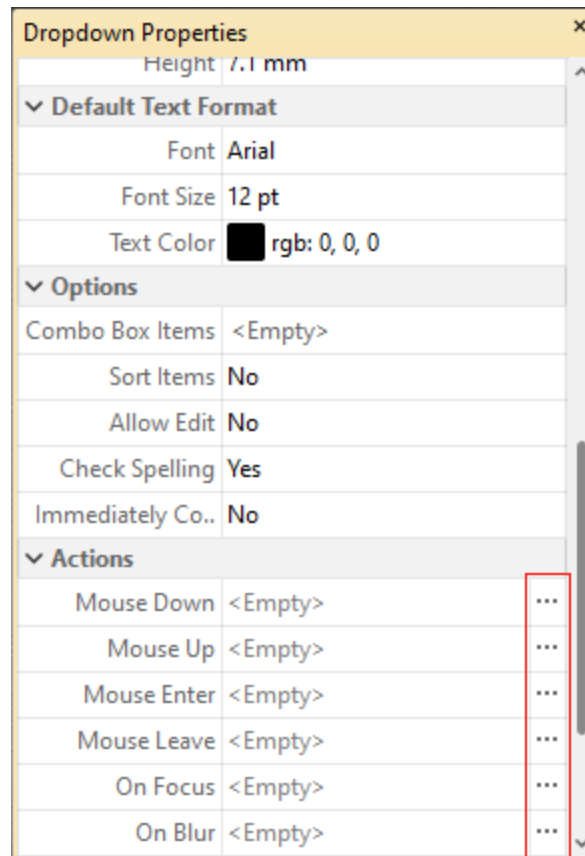 Dropdown Properties ×
Height 7.1 mm
Default Text Format
Font Arial
Font Size 12 pt
Text Color rgb: 0, 0, 0
Options
Combo Box Items <Empty>
Sort Items No
Allow Edit No
Check Spelling Yes
Immediately Co.. No
Actions
Mouse Down <Empty> ...
Mouse Up <Empty> ...
Mouse Enter <Empty> ...
Mouse Leave <Empty> ...
On Focus <Empty> ...
On Blur <Empty> ...